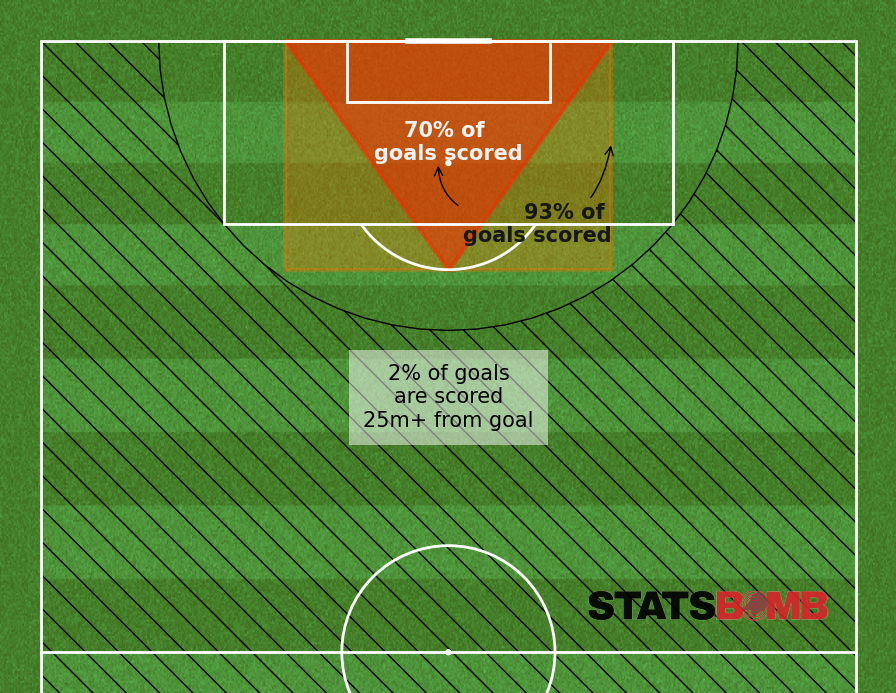 70% of
goals scored
93% of
goals scored
2% of goals
are scored
25m+ from goal
STATSBOMB